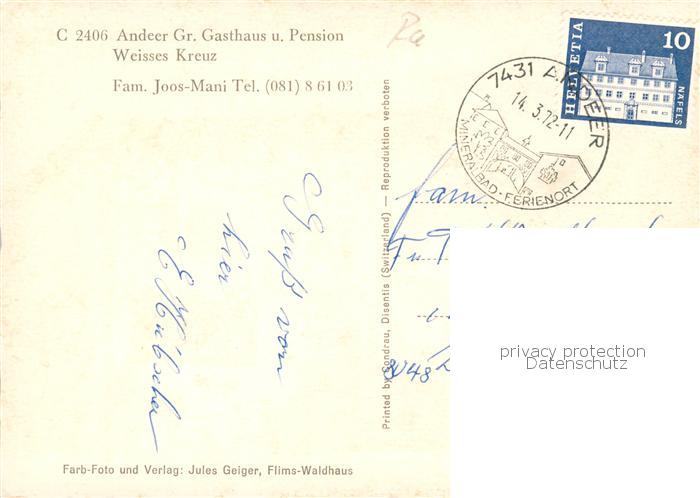 C 2406 Andeer Gr. Gasthaus u. Pension
Weisses Kreuz
Fam. Joos-Mani Tel. (081) 8 61 03
HELVETIA
10
NÄFELS
7431 ANDEER
14.3.72-11
MINERALBAD-FERIENORT
Gruß von
hier
Printed by Condrau, Disentis (Switzerland) — Reproduktion verboten
Fam.
privacy protection
Datenschutz
Farb-Foto und Verlag: Jules Geiger, Flims-Waldhaus